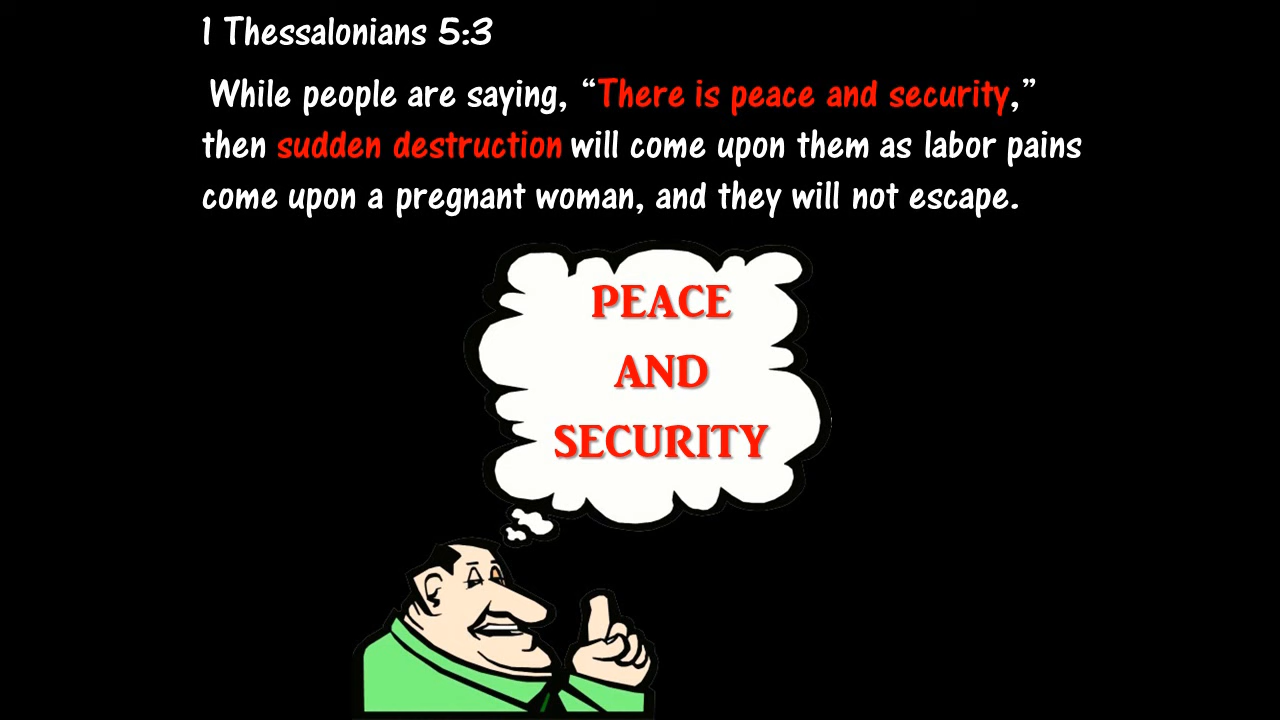 1 Thessalonians 5:3
While people are saying, “There is peace and security,”
then sudden destruction will come upon them as labor pains
come upon a pregnant woman, and they will not escape.
PEACE
AND
SECURITY